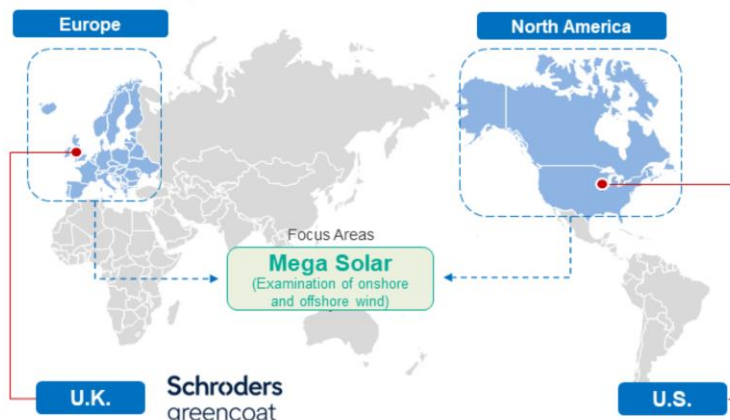 Europe
North America
Focus Areas
Mega Solar
(Examination of onshore
and offshore wind)
U.K.
Schroders
greencoat
U.S.